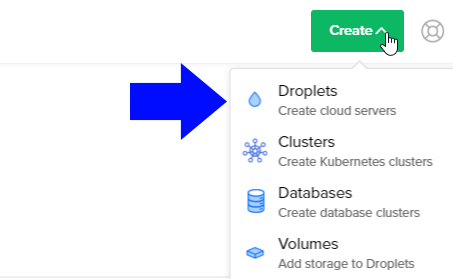 Create
Droplets
Create cloud servers
Clusters
Create Kubernetes clusters
Databases
Create database clusters
Volumes
Add storage to Droplets